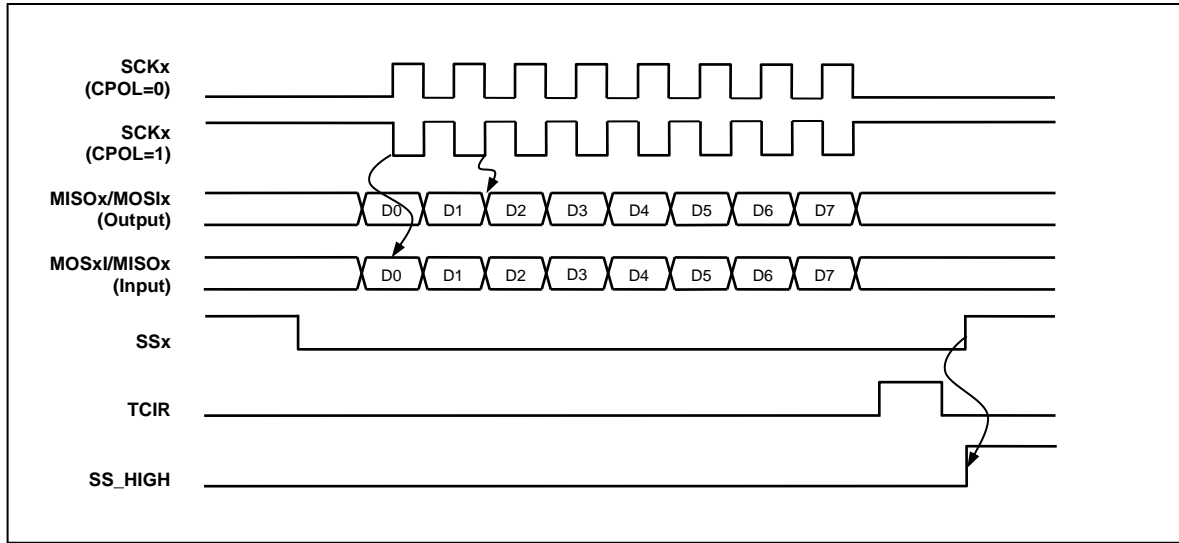 SCKx
(CPOL=0)
SCKx
(CPOL=1)
MISOx/MOSIx
(Output)
D0 D1 D2 D3 D4 D5 D6 D7
MOSxI/MISOx
(Input)
D0 D1 D2 D3 D4 D5 D6 D7
SSx
TCIR
SS_HIGH